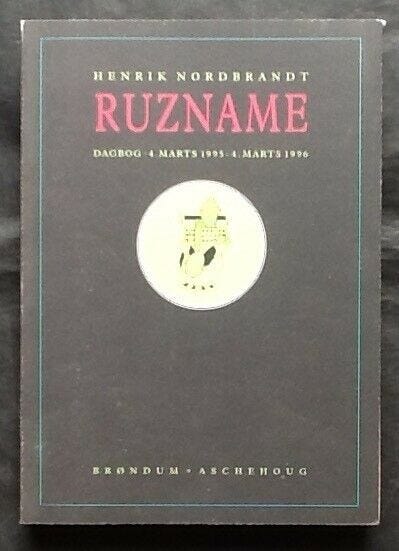 HENRIK NORDBRANDT
RUZNAME
DAGBOG · 4. MARTS 1995 - 4. MARTS 1996
BRØNDUM · ASCHEHOUG